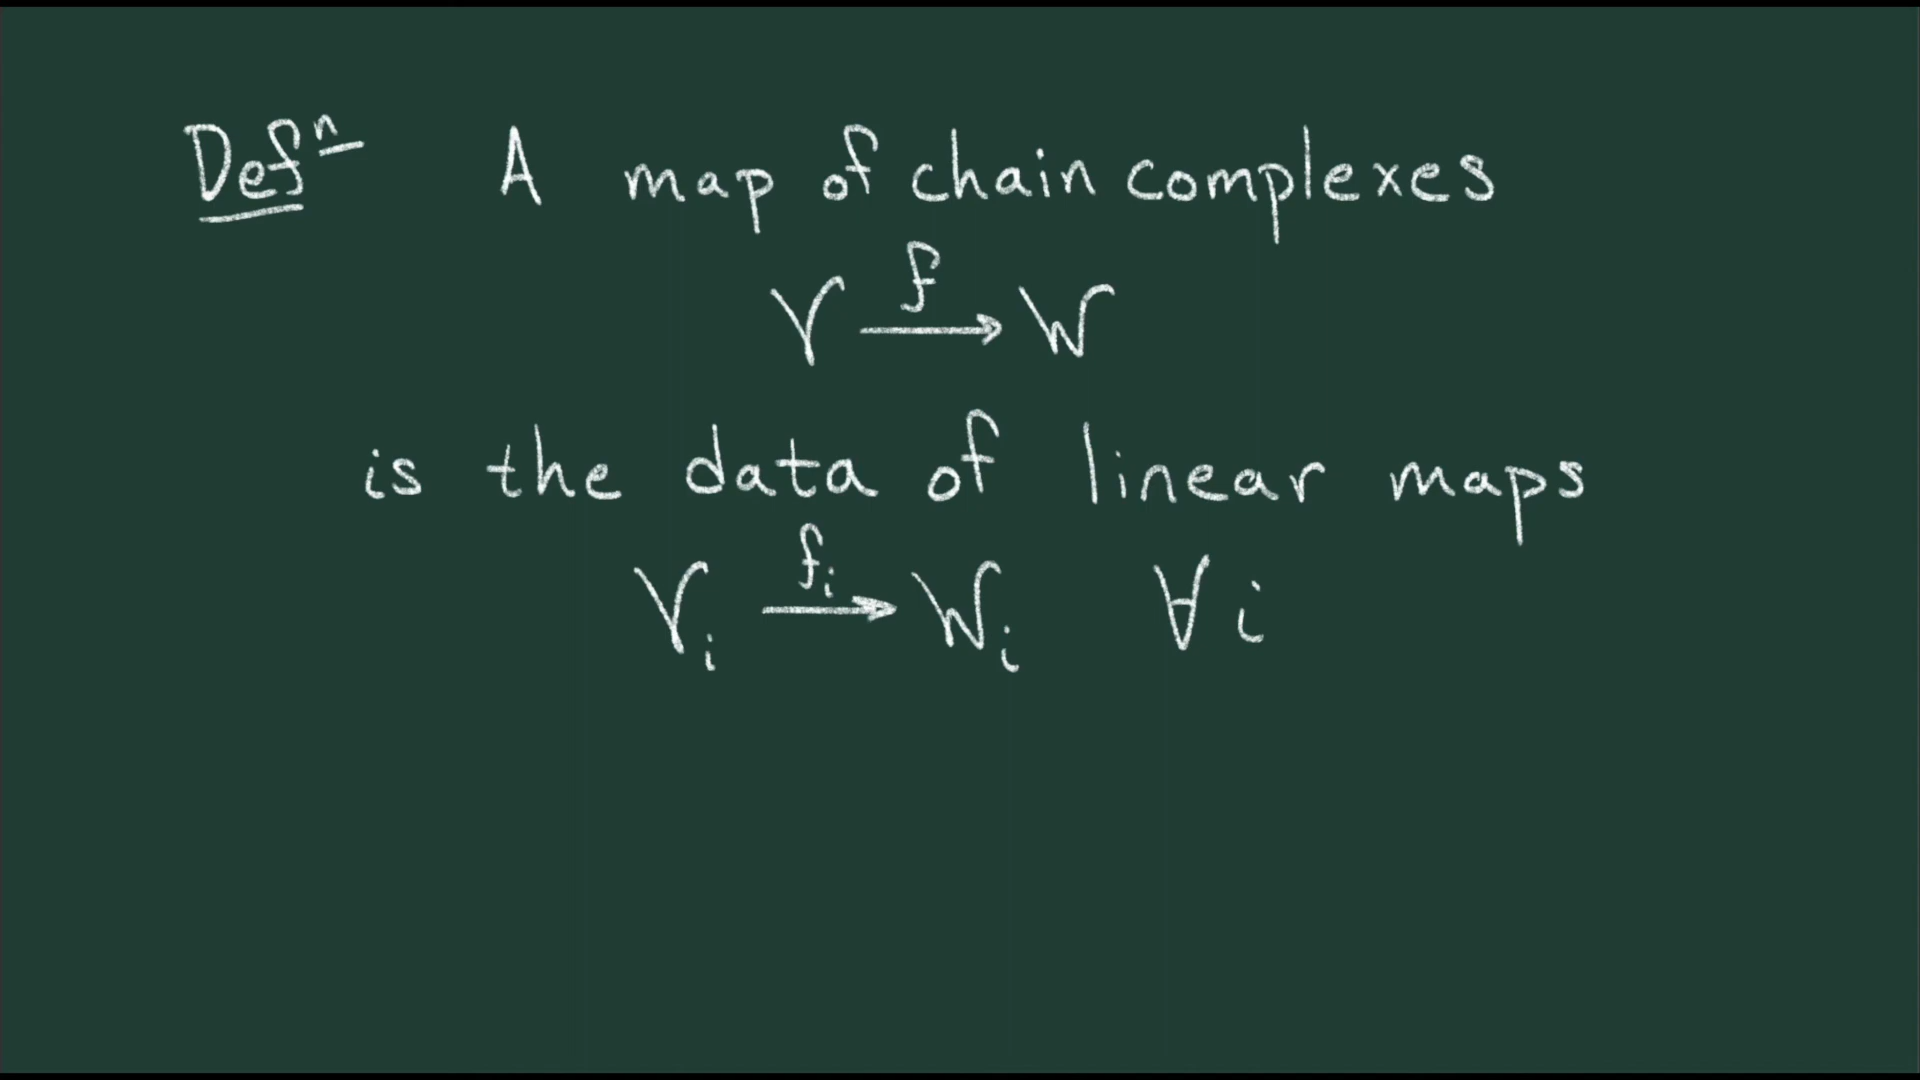 Defⁿ A map of chain complexes
V f→ W
is the data of linear maps
Vᵢ fᵢ→ Wᵢ ∀i